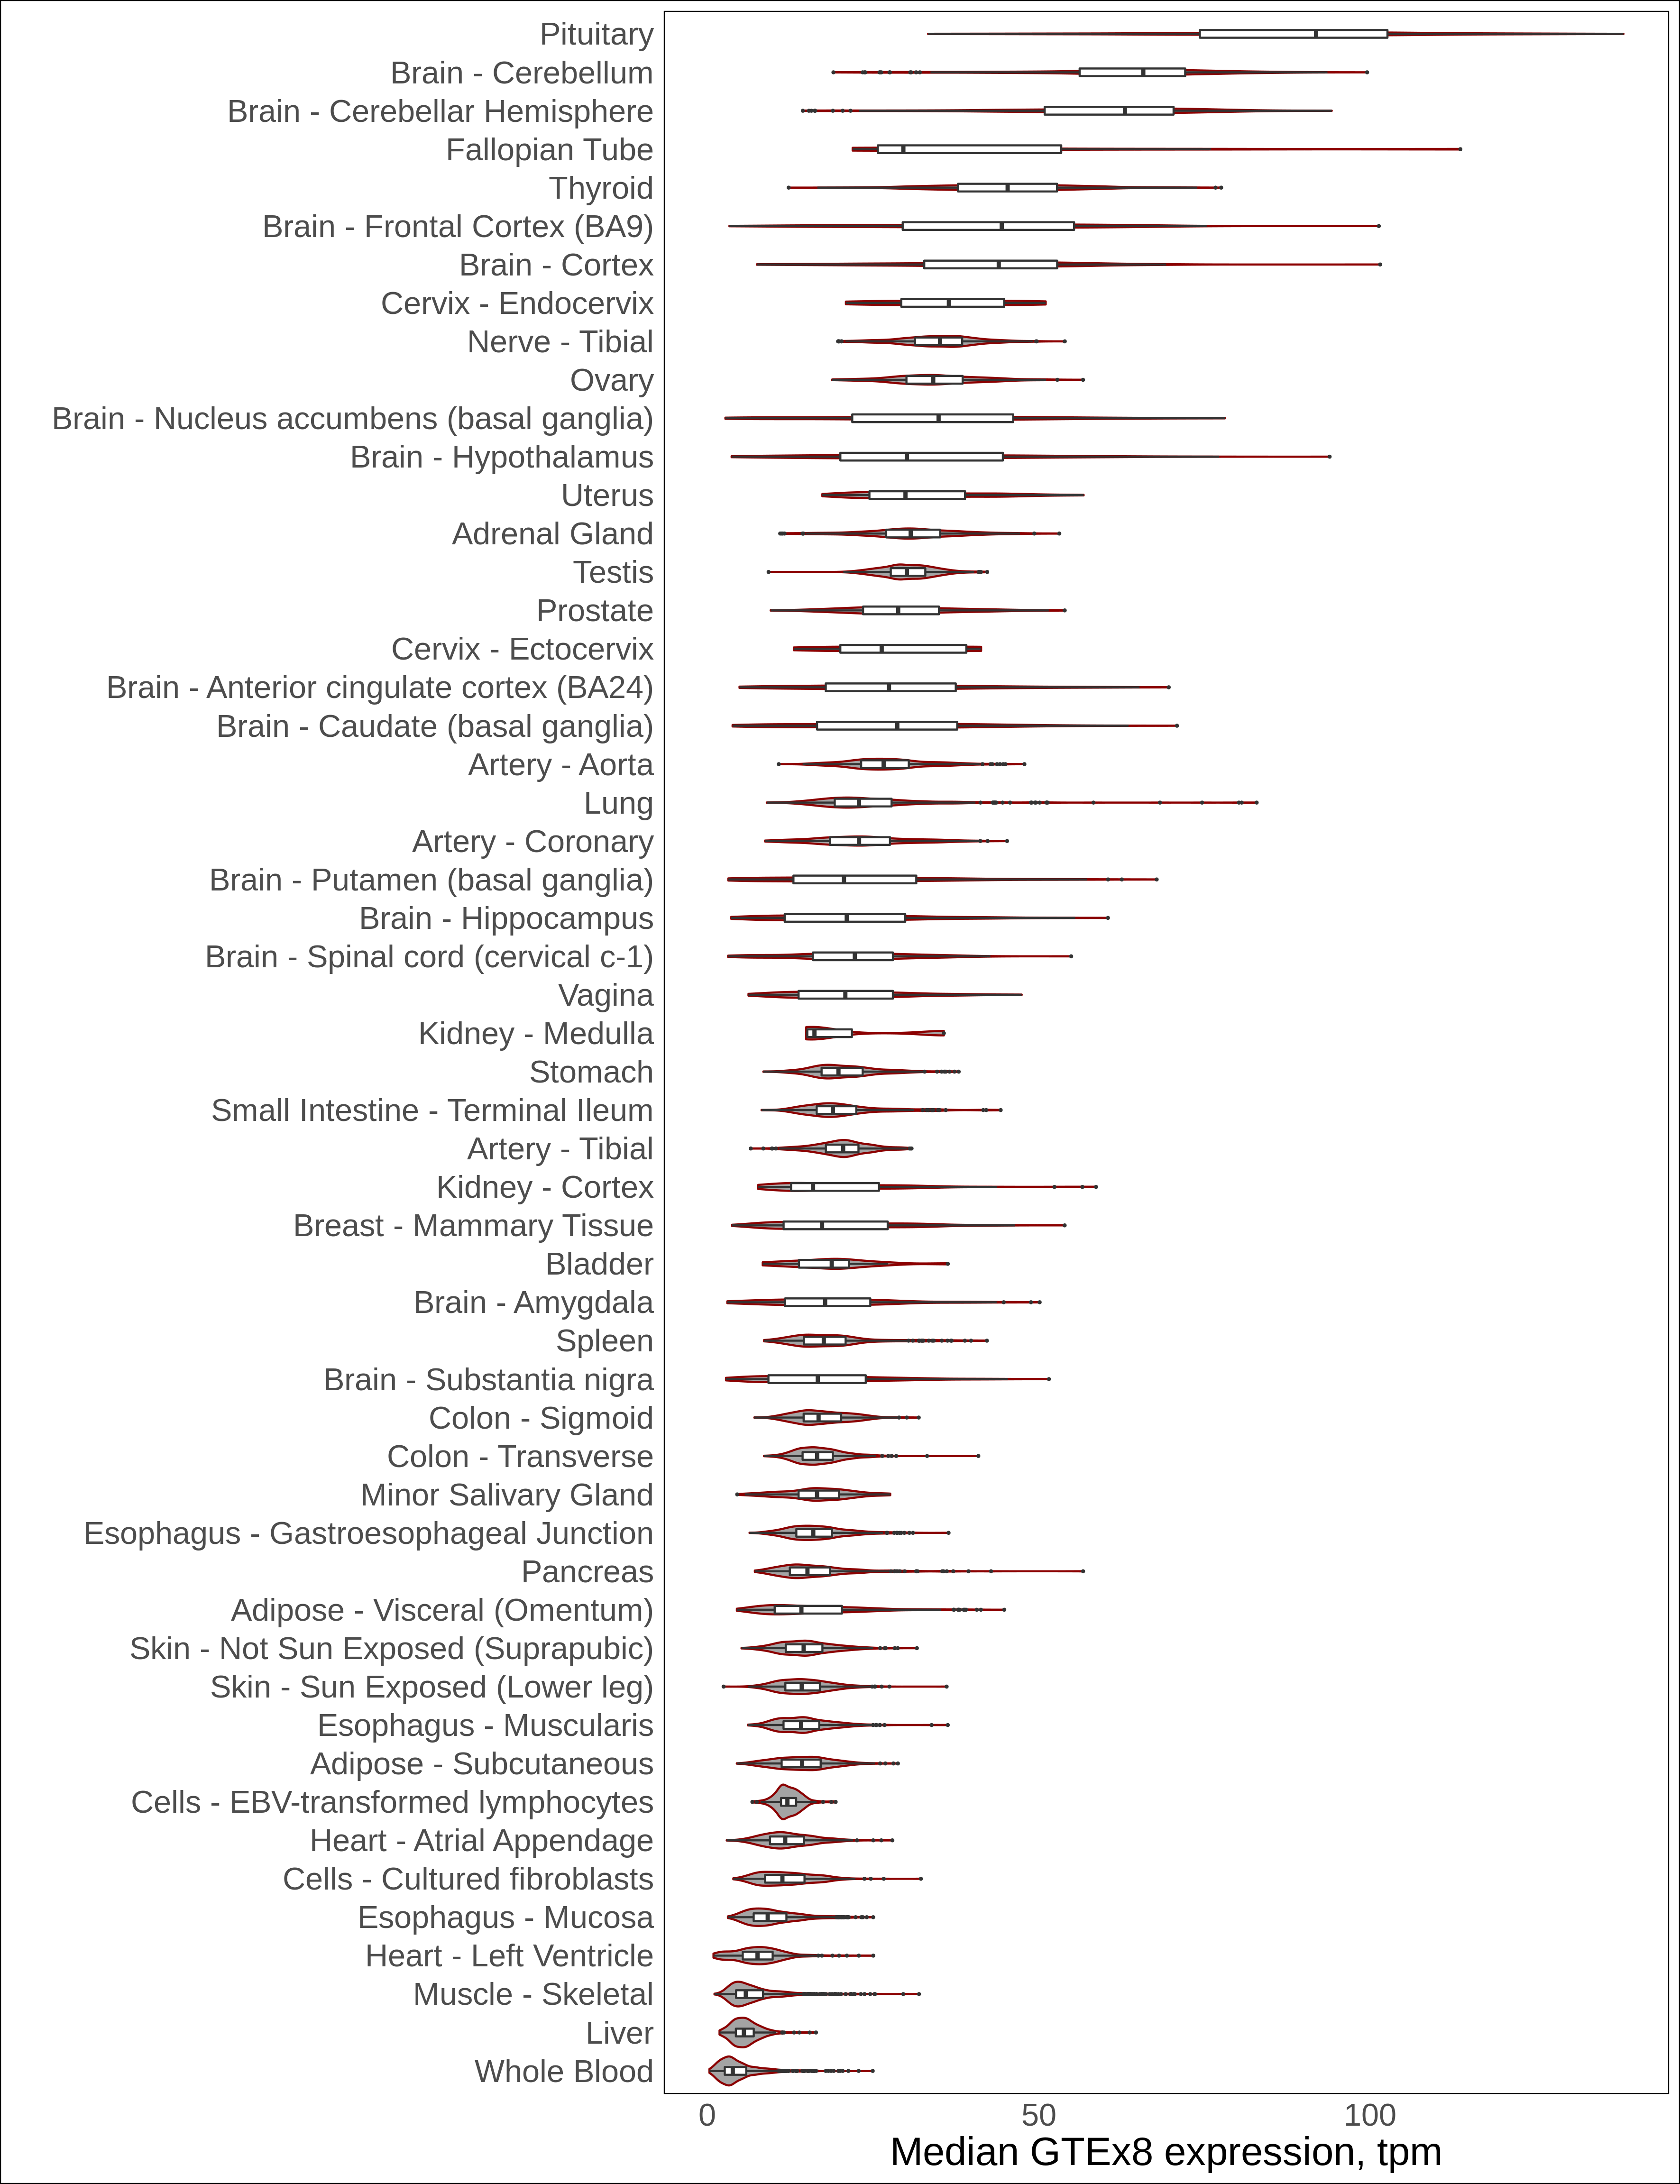 Pituitary
Brain - Cerebellum
Brain - Cerebellar Hemisphere
Fallopian Tube
Thyroid
Brain - Frontal Cortex (BA9)
Brain - Cortex
Cervix - Endocervix
Nerve - Tibial
Ovary
Brain - Nucleus accumbens (basal ganglia)
Brain - Hypothalamus
Uterus
Adrenal Gland
Testis
Prostate
Cervix - Ectocervix
Brain - Anterior cingulate cortex (BA24)
Brain - Caudate (basal ganglia)
Artery - Aorta
Lung
Artery - Coronary
Brain - Putamen (basal ganglia)
Brain - Hippocampus
Brain - Spinal cord (cervical c-1)
Vagina
Kidney - Medulla
Stomach
Small Intestine - Terminal Ileum
Artery - Tibial
Kidney - Cortex
Breast - Mammary Tissue
Bladder
Brain - Amygdala
Spleen
Brain - Substantia nigra
Colon - Sigmoid
Colon - Transverse
Minor Salivary Gland
Esophagus - Gastroesophageal Junction
Pancreas
Adipose - Visceral (Omentum)
Skin - Not Sun Exposed (Suprapubic)
Skin - Sun Exposed (Lower leg)
Esophagus - Muscularis
Adipose - Subcutaneous
Cells - EBV-transformed lymphocytes
Heart - Atrial Appendage
Cells - Cultured fibroblasts
Esophagus - Mucosa
Heart - Left Ventricle
Muscle - Skeletal
Liver
Whole Blood
0 50 100
Median GTEx8 expression, tpm